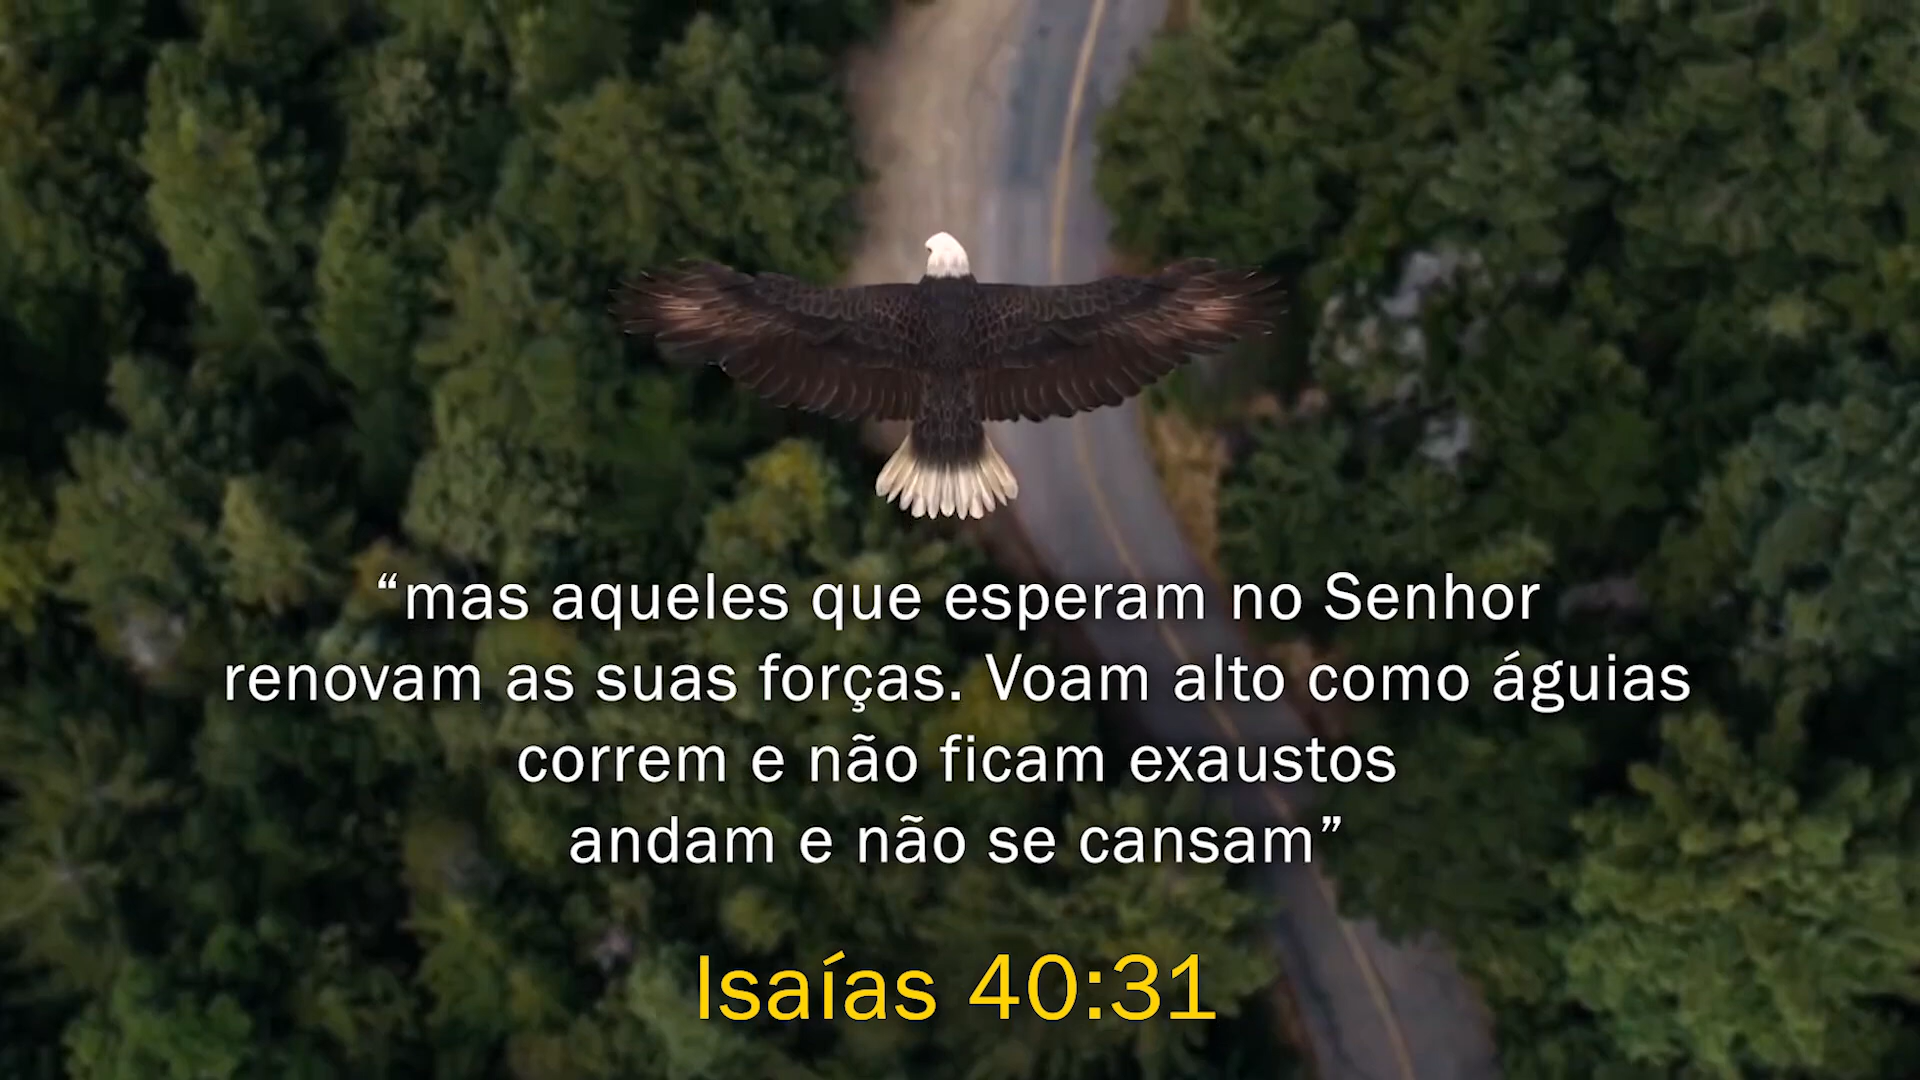 “mas aqueles que esperam no Senhor
renovam as suas forças. Voam alto como águias
correm e não ficam exaustos
andam e não se cansam”
Isaías 40:31